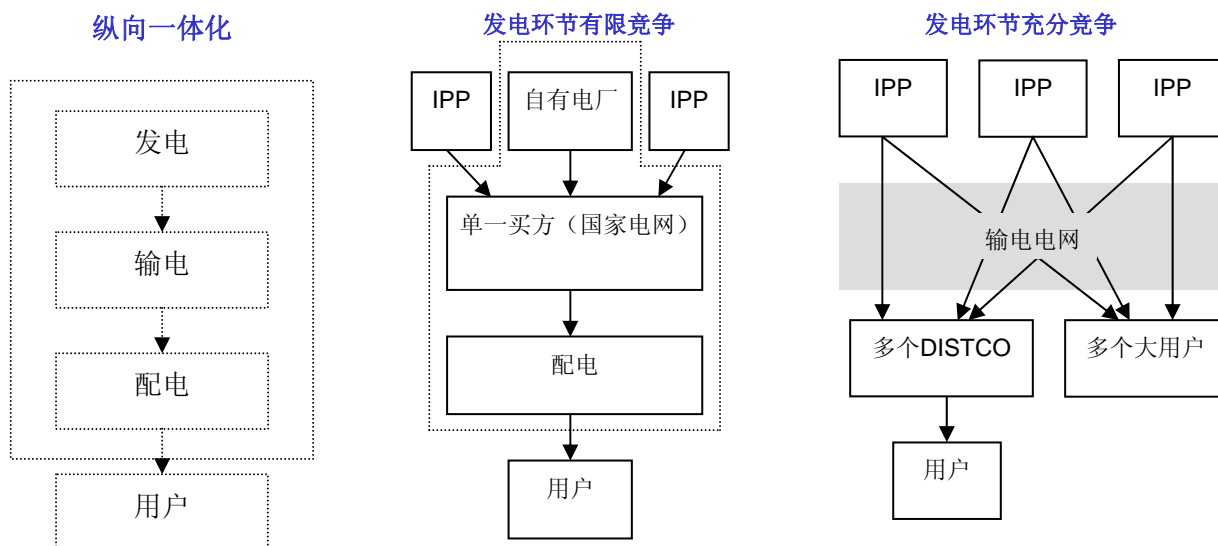 纵向一体化
发电
输电
配电
用户
发电环节有限竞争
IPP
自有电厂
IPP
单一买方（国家电网）
配电
用户
发电环节充分竞争
IPP
IPP
IPP
输电电网
多个DISTCO
多个大用户
用户